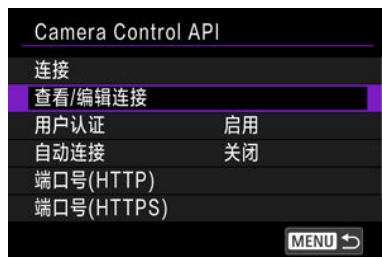 Camera Control API
连接
查看/编辑连接
用户认证 启用
自动连接 关闭
端口号(HTTP)
端口号(HTTPS)
MENU